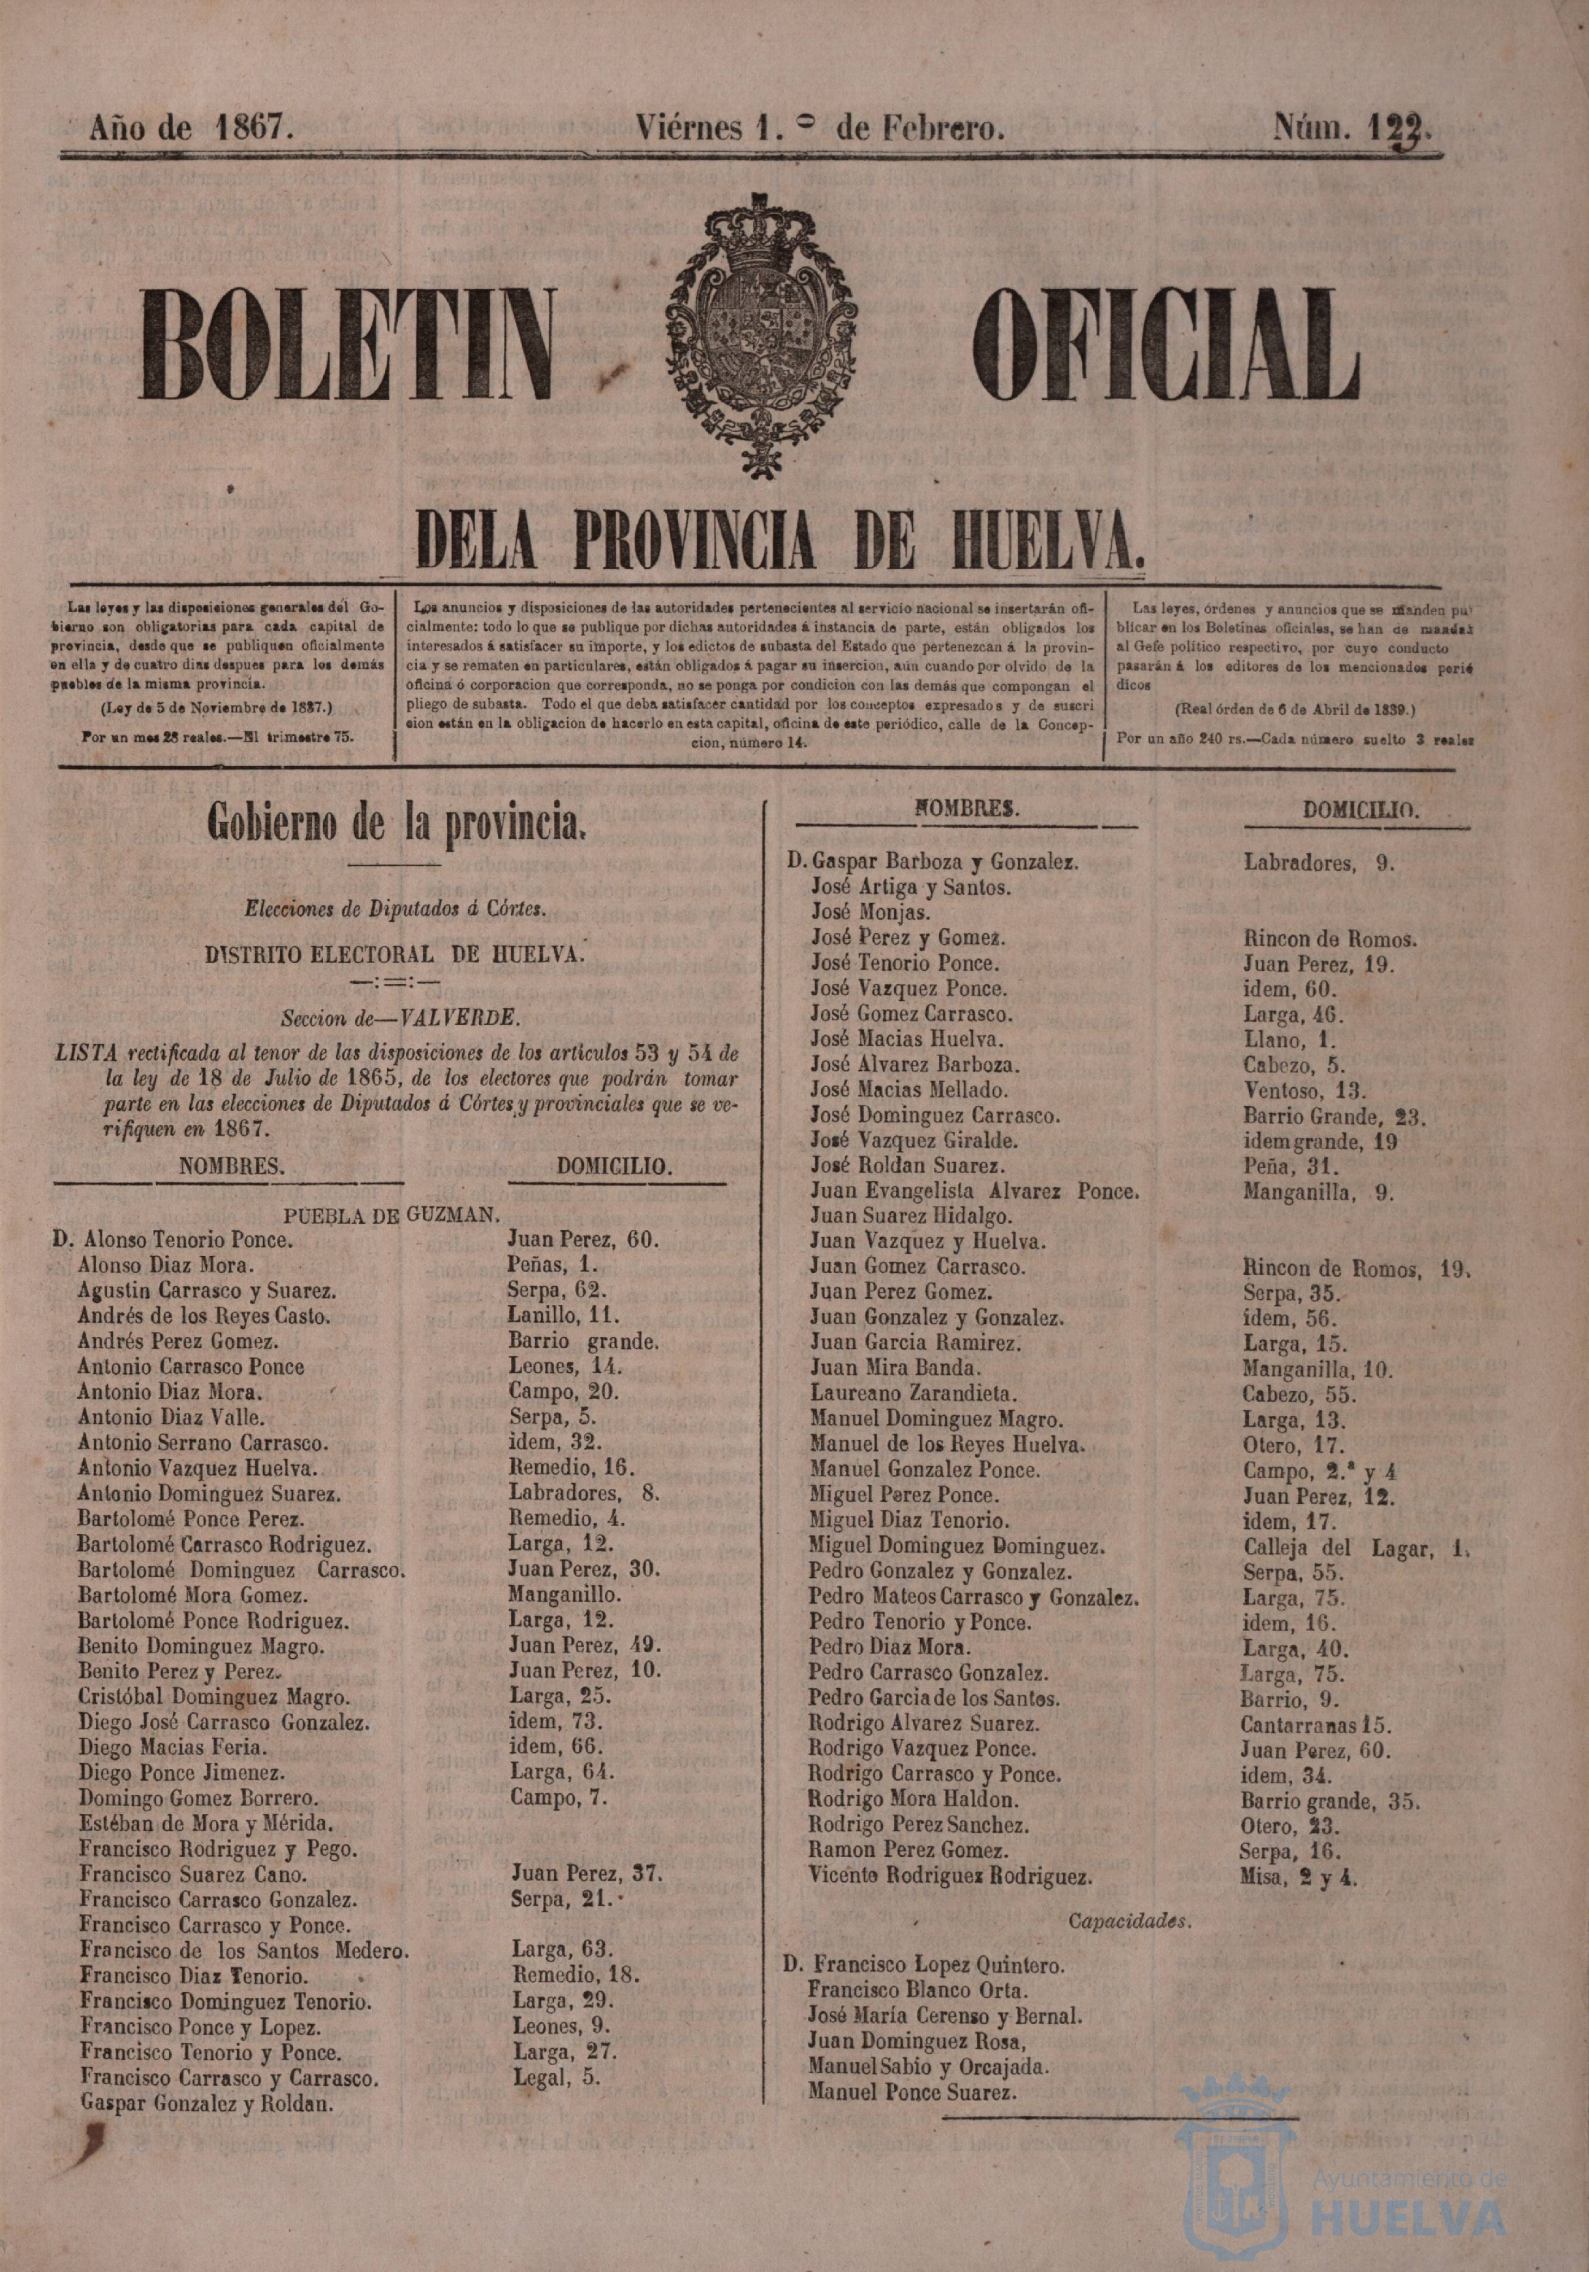 Año de 1867.
Viérnes 1.º de Febrero.
Núm. 122.
BOLETIN OFICIAL
DELA PROVINCIA DE HUELVA.
Las leyes y las disposiciones generales del Go-
bierno son obligatorias para cada capital de
provincia, desde que se publiquen oficialmente
en ella y de cuatro dias despues para los demás
pueblos de la misma provincia.
(Ley de 5 de Noviembre de 1837.)
Por un mes 28 reales.—El trimestre 75.
Los anuncios y disposiciones de las autoridades pertenecientes al servicio nacional se insertarán ofi-
cialmente: todo lo que se publique por dichas autoridades á instancia de parte, están obligados los
interesados á satisfacer su importe, y los edictos de subasta del Estado que pertenezcan á la provin-
cia y se rematen en particulares, están obligados á pagar su insercion, aún cuando por olvido de la
oficina ó corporacion que corresponda, no se ponga por condicion con las demás que compongan el
pliego de subasta. Todo el que deba satisfacer cantidad por los conceptos expresados y de suscri
cion están en la obligacion de hacerlo en esta capital, oficina de este periódico, calle de la Concep-
cion, número 14.
Las leyes, órdenes y anuncios que se manden pu
blicar en los Boletines oficiales, se han de mandar
al Gefe político respectivo, por cuyo conducto
pasarán á los editores de los mencionados perió
dicos
(Real órden de 6 de Abril de 1839.)
Por un año 240 rs.—Cada número suelto 3 reales
Gobierno de la provincia.
Elecciones de Diputados á Córtes.
DISTRITO ELECTORAL DE HUELVA.
Seccion de—VALVERDE.
LISTA rectificada al tenor de las disposiciones de los articulos 53 y 54 de
la ley de 18 de Julio de 1865, de los electores que podrán tomar
parte en las elecciones de Diputados á Córtes y provinciales que se ve-
rifiquen en 1867.
NOMBRES. DOMICILIO.
PUEBLA DE GUZMAN.
D. Alonso Tenorio Ponce. Juan Perez, 60.
Alonso Diaz Mora. Peñas, 1.
Agustin Carrasco y Suarez. Serpa, 62.
Andrés de los Reyes Casto. Lanillo, 11.
Andrés Perez Gomez. Barrio grande.
Antonio Carrasco Ponce Leones, 14.
Antonio Diaz Mora. Campo, 20.
Antonio Diaz Valle. Serpa, 5.
Antonio Serrano Carrasco. idem, 32.
Antonio Vazquez Huelva. Remedio, 16.
Antonio Dominguez Suarez. Labradores, 8.
Bartolomé Ponce Perez. Remedio, 4.
Bartolomé Carrasco Rodriguez. Larga, 12.
Bartolomé Dominguez Carrasco. Juan Perez, 30.
Bartolomé Mora Gomez. Manganillo.
Bartolomé Ponce Rodriguez. Larga, 12.
Benito Dominguez Magro. Juan Perez, 49.
Benito Perez y Perez. Juan Perez, 10.
Cristóbal Dominguez Magro. Larga, 25.
Diego José Carrasco Gonzalez. idem, 73.
Diego Macias Feria. idem, 66.
Diego Ponce Jimenez. Larga, 64.
Domingo Gomez Borrero. Campo, 7.
Estéban de Mora y Mérida.
Francisco Rodriguez y Pego.
Francisco Suarez Cano. Juan Perez, 37.
Francisco Carrasco Gonzalez. Serpa, 21.
Francisco Carrasco y Ponce.
Francisco de los Santos Medero. Larga, 63.
Francisco Diaz Tenorio. Remedio, 18.
Francisco Dominguez Tenorio. Larga, 29.
Francisco Ponce y Lopez. Leones, 9.
Francisco Tenorio y Ponce. Larga, 27.
Francisco Carrasco y Carrasco. Legal, 5.
Gaspar Gonzalez y Roldan.
NOMBRES. DOMICILIO.
D. Gaspar Barboza y Gonzalez. Labradores, 9.
José Artiga y Santos.
José Monjas.
José Perez y Gomez. Rincon de Romos.
José Tenorio Ponce. Juan Perez, 19.
José Vazquez Ponce. idem, 60.
José Gomez Carrasco. Larga, 46.
José Macias Huelva. Llano, 1.
José Alvarez Barboza. Cabezo, 5.
José Macias Mellado. Ventoso, 13.
José Dominguez Carrasco. Barrio Grande, 23.
José Vazquez Giralde. idem grande, 19
José Roldan Suarez. Peña, 31.
Juan Evangelista Alvarez Ponce. Manganilla, 9.
Juan Suarez Hidalgo.
Juan Vazquez y Huelva.
Juan Gomez Carrasco. Rincon de Romos, 19.
Juan Perez Gomez. Serpa, 35.
Juan Gonzalez y Gonzalez. idem, 56.
Juan Garcia Ramirez. Larga, 15.
Juan Mira Banda. Manganilla, 10.
Laureano Zarandieta. Cabezo, 55.
Manuel Dominguez Magro. Larga, 13.
Manuel de los Reyes Huelva. Otero, 17.
Manuel Gonzalez Ponce. Campo, 2.ª y 4
Miguel Perez Ponce. Juan Perez, 12.
Miguel Diaz Tenorio. idem, 17.
Miguel Dominguez Dominguez. Calleja del Lagar, 1.
Pedro Gonzalez y Gonzalez. Serpa, 55.
Pedro Mateos Carrasco y Gonzalez. Larga, 75.
Pedro Tenorio y Ponce. idem, 16.
Pedro Diaz Mora. Larga, 40.
Pedro Carrasco Gonzalez. Larga, 75.
Pedro Garcia de los Santos. Barrio, 9.
Rodrigo Alvarez Suarez. Cantarranas 15.
Rodrigo Vazquez Ponce. Juan Perez, 60.
Rodrigo Carrasco y Ponce. idem, 34.
Rodrigo Mora Haldon. Barrio grande, 35.
Rodrigo Perez Sanchez. Otero, 23.
Ramon Perez Gomez. Serpa, 16.
Vicente Rodriguez Rodriguez. Misa, 2 y 4.
Capacidades.
D. Francisco Lopez Quintero.
Francisco Blanco Orta.
José María Cerenso y Bernal.
Juan Dominguez Rosa,
Manuel Sabio y Orcajada.
Manuel Ponce Suarez.
Ayuntamiento de
HUELVA